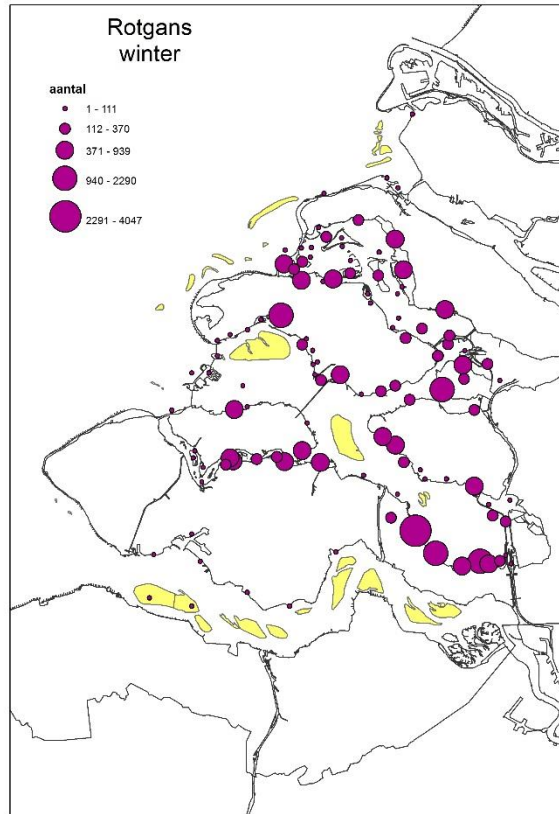 Rotgans
winter
aantal
1 - 111
112 - 370
371 - 939
940 - 2290
2291 - 4047